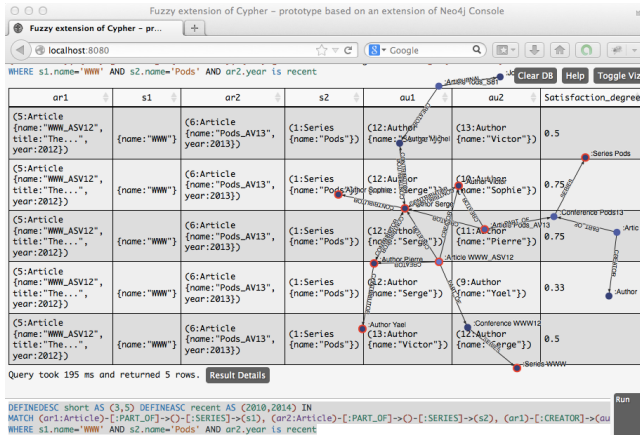 Fuzzy extension of Cypher - prototype based on an extension of Neo4j Console
Fuzzy extension of Cypher - pr...
localhost:8080
Google
WHERE s1.name='WWW' AND s2.name='Pods' AND ar2.year is recent
Clear DB Help Toggle Viz
ar1 s1 ar2 s2 au1 au2 Satisfaction_degree
(5:Article {name:"WWW_ASV12", title:"The...", year:2012})
{name:"WWW"}
(6:Article {name:"Pods_AV13", year:2013})
(1:Series {name:"Pods"})
(12:Author
(13:Author {name:"Victor"})
0.5
(5:Article {name:"WWW_ASV12", title:"The...", year:2012})
{name:"WWW"}
(6:Article {name:"Pods_AV13", year:2013})
(1:Series
{name:"Sophie"})
0.75
(5:Article {name:"WWW_ASV12", title:"The...", year:2012})
{name:"WWW"}
(6:Article {name:"Pods_AV13", year:2013})
(1:Series {name:"Pods"})
{name:"Pierre"})
0.75
(5:Article {name:"WWW_ASV12", title:"The...", year:2012})
{name:"WWW"}
(6:Article {name:"Pods_AV13", year:2013})
(1:Series {name:"Pods"})
{name:"Serge"})
(9:Author {name:"Yael"})
0.33
(5:Article {name:"WWW_ASV12", title:"The...", year:2012})
{name:"WWW"}
(6:Article {name:"Pods_AV13", year:2013})
(1:Series {name:"Pods"})
(13:Author {name:"Victor"})
(12:Author
0.5
:Series Pods
:Conference Pods13
:Article Pods_AV13
:Author Serge
:Author Pierre
:Article WWW_ASV12
:Author Yael
:Conference WWW12
:Series WWW
:Author
Query took 195 ms and returned 5 rows. Result Details
DEFINEDESC short AS (3,5) DEFINEASC recent AS (2010,2014) IN
MATCH (ar1:Article)-[:PART_OF]->()-[:SERIES]->(s1), (ar2:Article)-[:PART_OF]->()-[:SERIES]->(s2), (ar1)-[:CREATOR]->(au
WHERE s1.name='WWW' AND s2.name='Pods' AND ar2.year is recent
Run